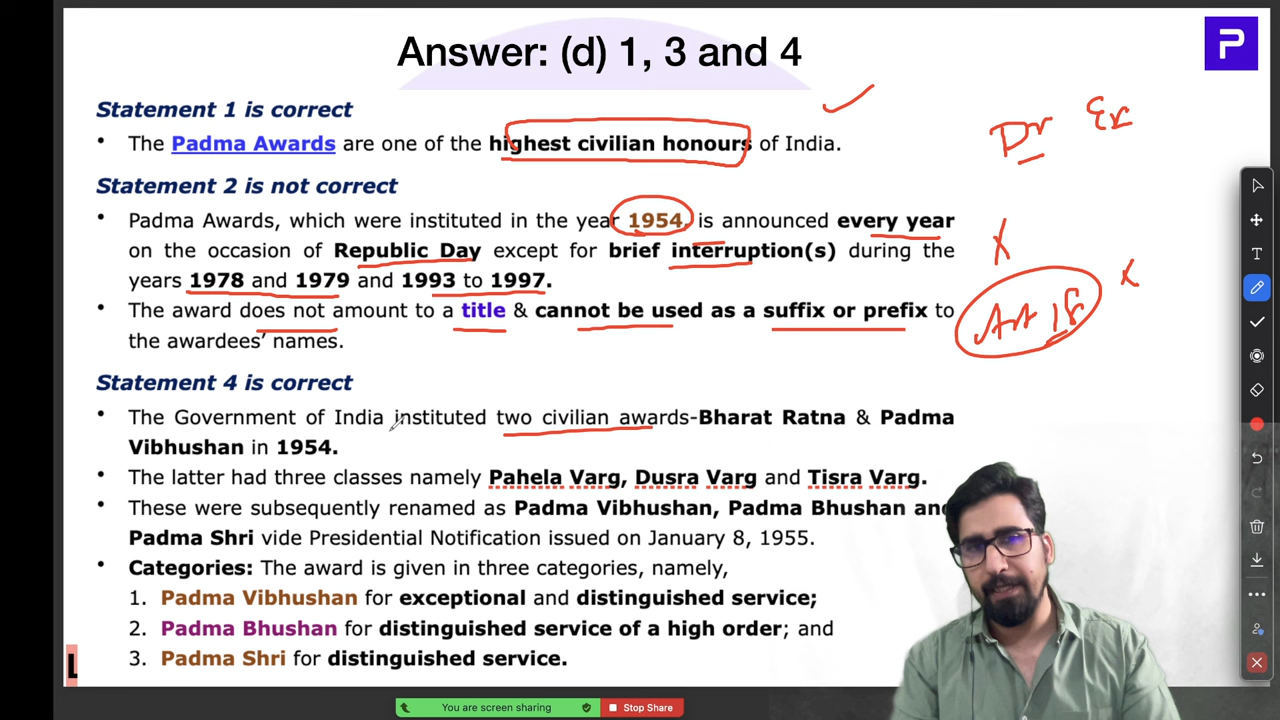 Answer: (d) 1, 3 and 4
P
Statement 1 is correct
• The Padma Awards are one of the highest civilian honours of India.
Dr Er
Statement 2 is not correct
• Padma Awards, which were instituted in the year 1954, is announced every year
on the occasion of Republic Day except for brief interruption(s) during the
years 1978 and 1979 and 1993 to 1997.
• The award does not amount to a title & cannot be used as a suffix or prefix to
the awardees’ names.
Art 18
Statement 4 is correct
• The Government of India instituted two civilian awards-Bharat Ratna & Padma
Vibhushan in 1954.
• The latter had three classes namely Pahela Varg, Dusra Varg and Tisra Varg.
• These were subsequently renamed as Padma Vibhushan, Padma Bhushan and
Padma Shri vide Presidential Notification issued on January 8, 1955.
• Categories: The award is given in three categories, namely,
1. Padma Vibhushan for exceptional and distinguished service;
2. Padma Bhushan for distinguished service of a high order; and
3. Padma Shri for distinguished service.
L
You are screen sharing Stop Share